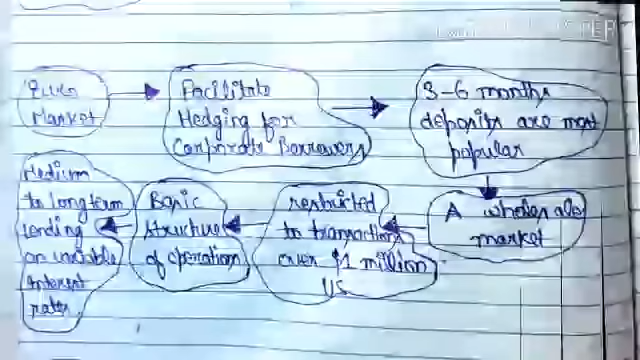 Euro
Market
Facilitate
Hedging for
Corporate Borrowers
3-6 months
deposits are most
popular
A wholesale
market
restricted
to transaction
over $1 million
US
Basic
structure
of operation
Medium
to long term
lending
on variable
interest
rates